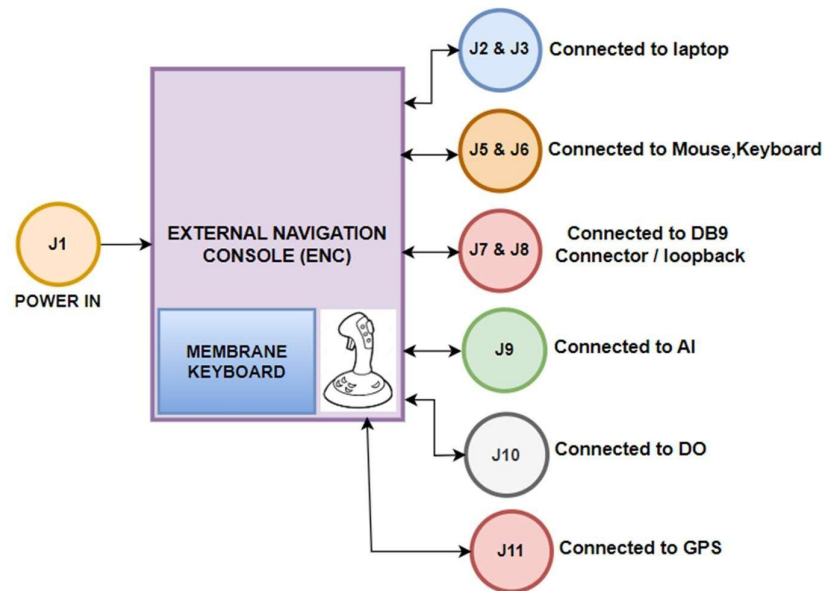 J2 & J3
Connected to laptop
J5 & J6
Connected to Mouse,Keyboard
J1
POWER IN
EXTERNAL NAVIGATION
CONSOLE (ENC)
J7 & J8
Connected to DB9
Connector / loopback
MEMBRANE
KEYBOARD
J9
Connected to AI
J10
Connected to DO
J11
Connected to GPS